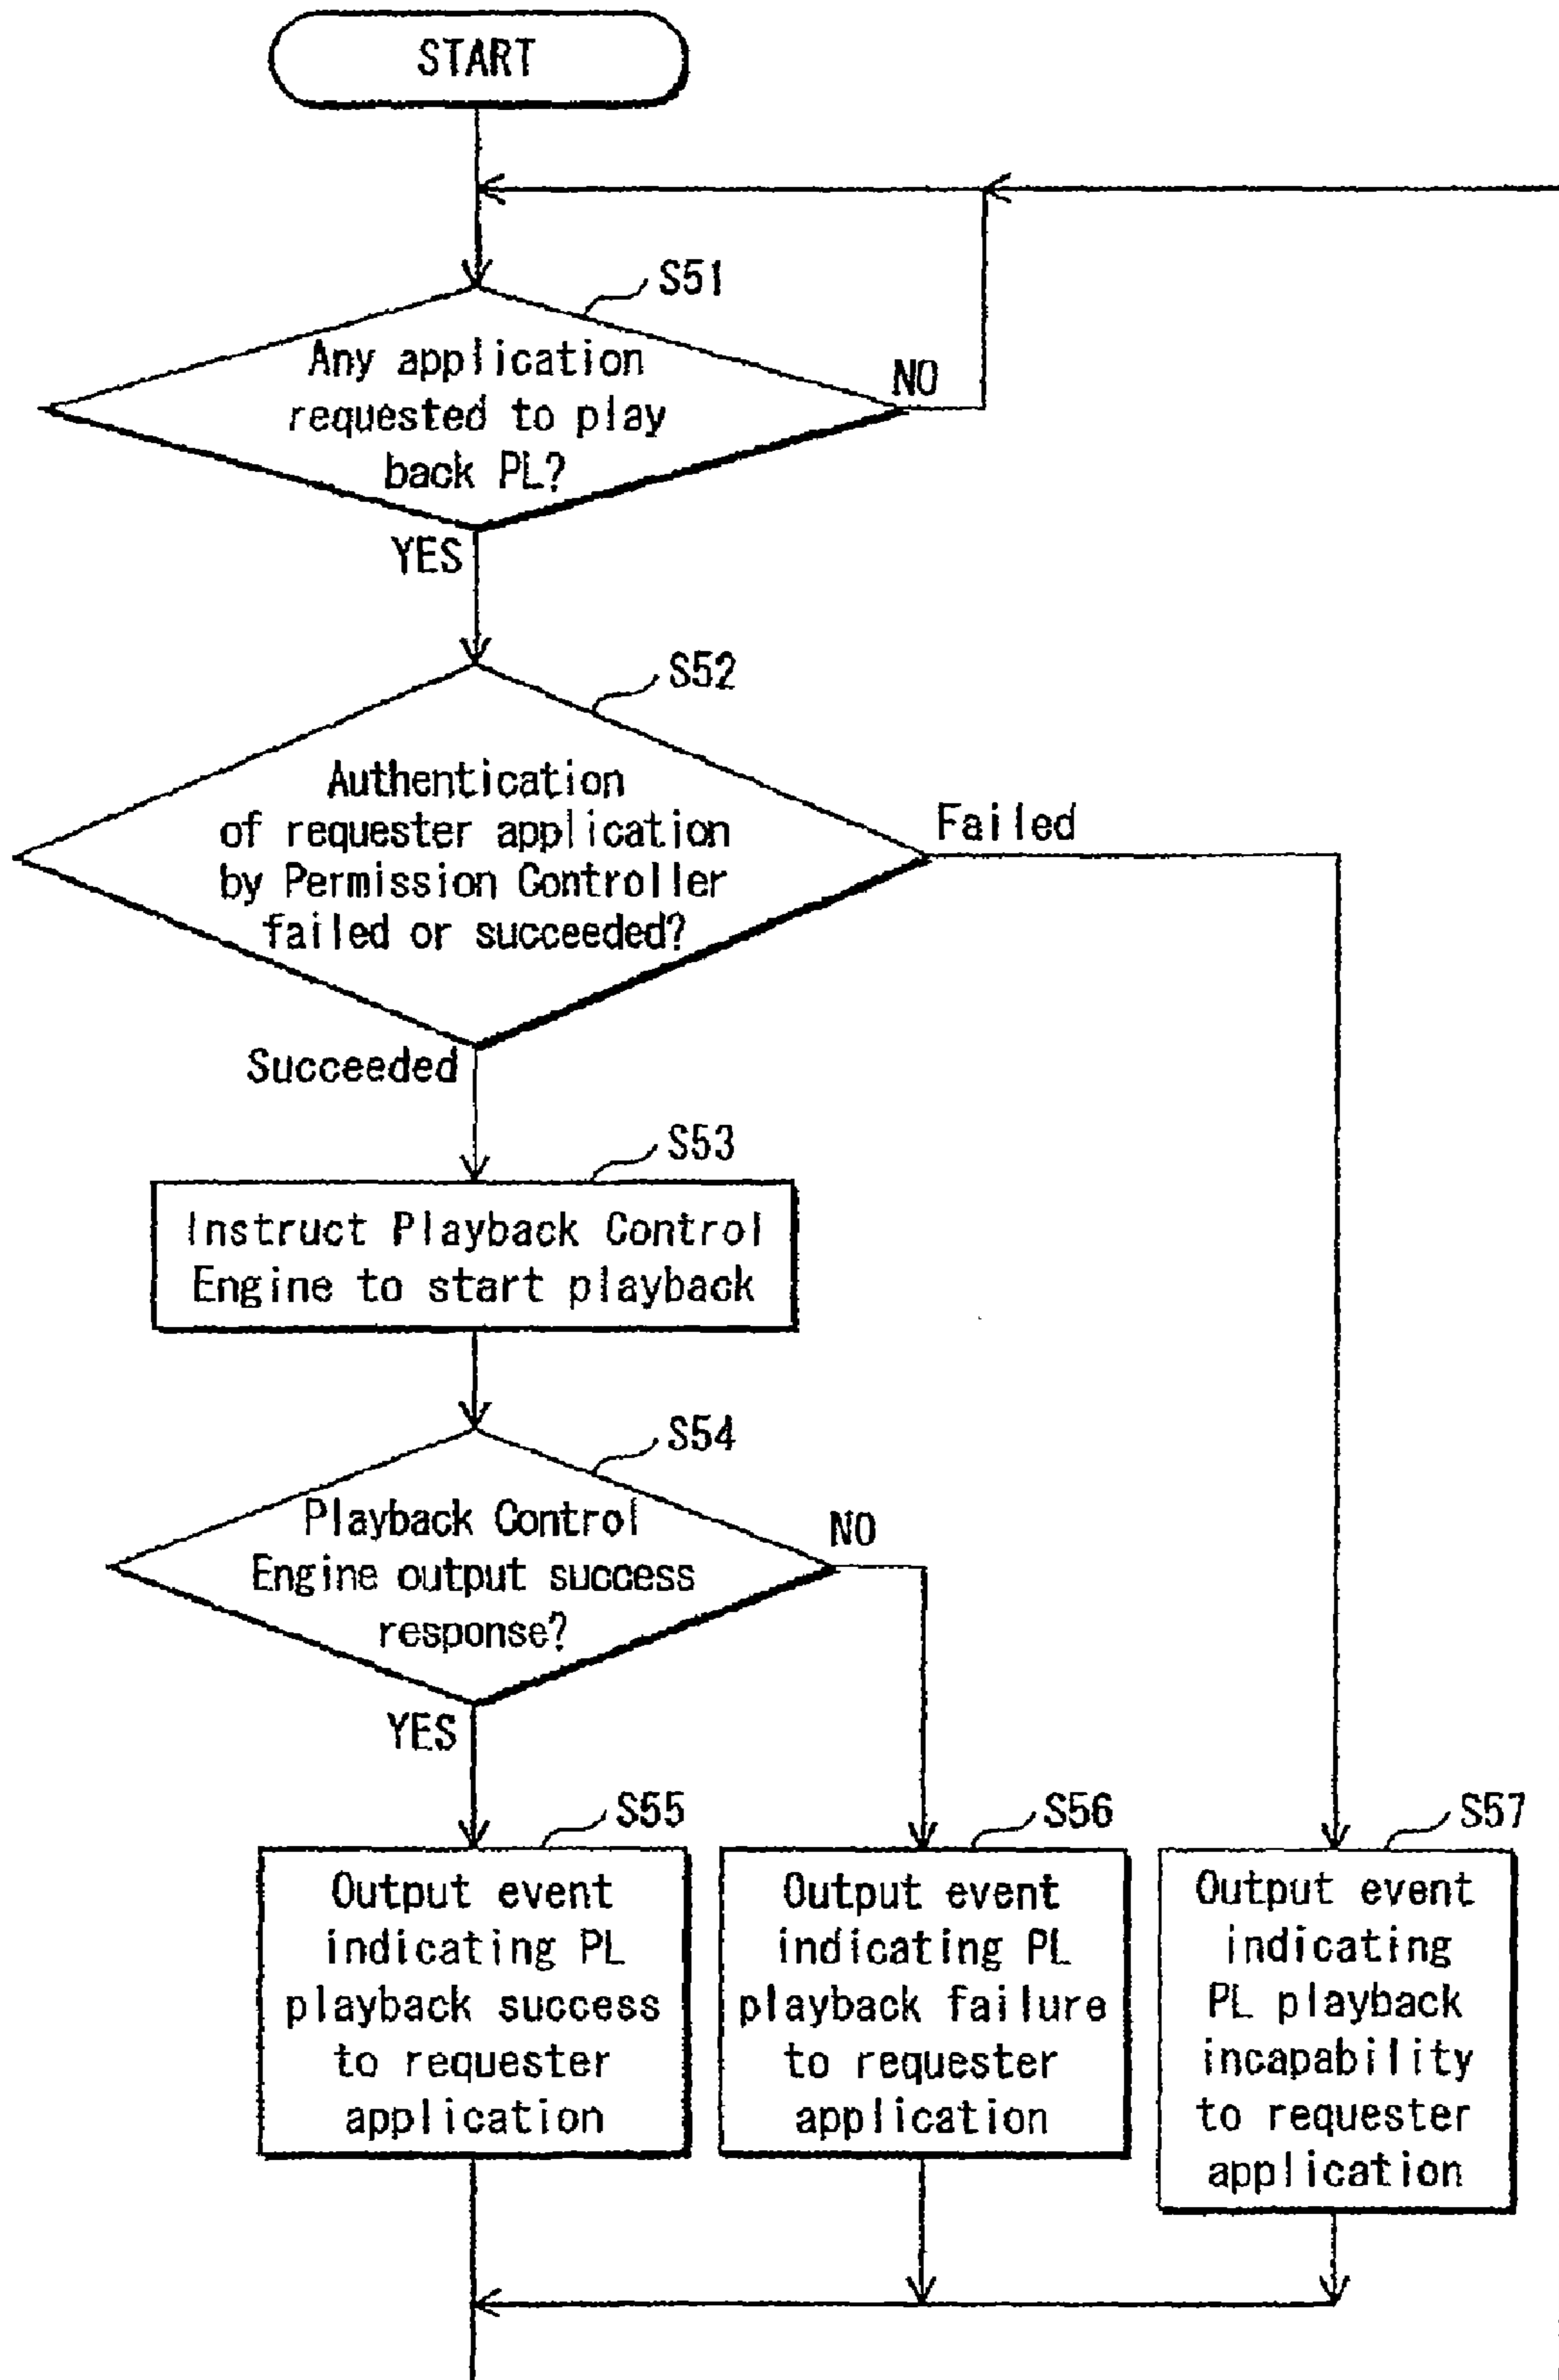 START
S51
Any application
requested to play
back PL?
NO
YES
S52
Authentication
of requester application
by Permission Controller
failed or succeeded?
Failed
Succeeded
S53
Instruct Playback Control
Engine to start playback
S54
Playback Control
Engine output success
response?
NO
YES
S55
Output event
indicating PL
playback success
to requester
application
S56
Output event
indicating PL
playback failure
to requester
application
S57
Output event
indicating
PL playback
incapability
to requester
application